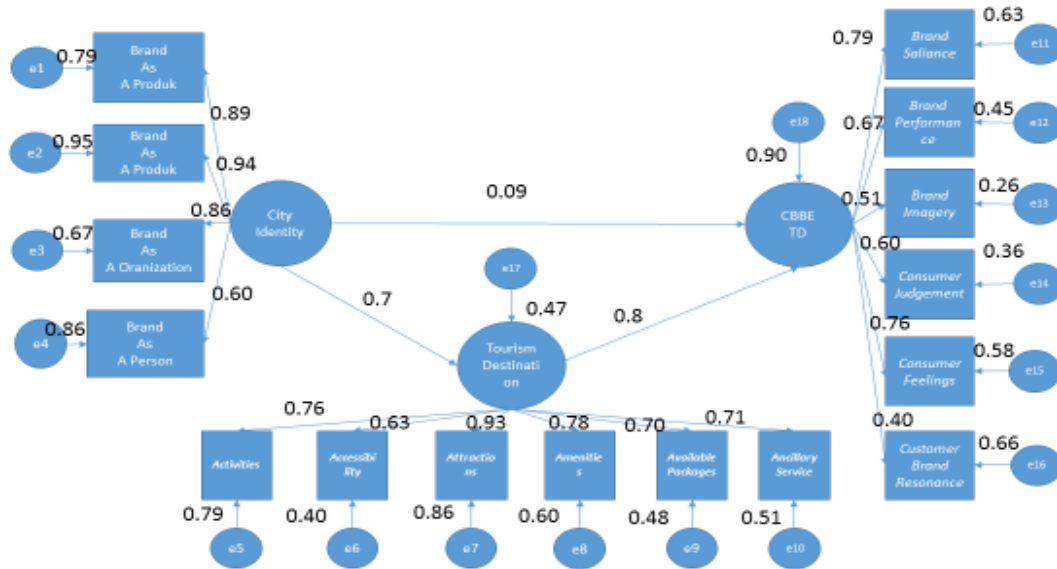 e1
0.79
Brand
As
A Produk
0.89
e2
0.95
Brand
As
A Produk
0.94
e3
0.67
Brand
As
A Oranization
0.86
e4
0.86
Brand
As
A Person
0.60
City
Identity
0.09
0.7
e17
0.47
Tourism
Destinati
on
0.8
e18
0.90
CBBE
TD
0.79
Brand
Saliance
0.63
e11
0.67
Brand
Performa
nce
0.45
e12
0.51
Brand
Imagery
0.26
e13
0.60
Consumer
Judgement
0.36
e14
0.76
Consumer
Feelings
0.58
e15
0.40
Customer
Brand
Resonance
0.66
e16
0.76
0.63
0.93
0.78
0.70
0.71
Activities
Accessibi
lity
Attractio
ns
Amenitie
s
Available
Packages
Ancillary
Service
0.79
0.40
0.86
0.60
0.48
0.51
e5
e6
e7
e8
e9
e10